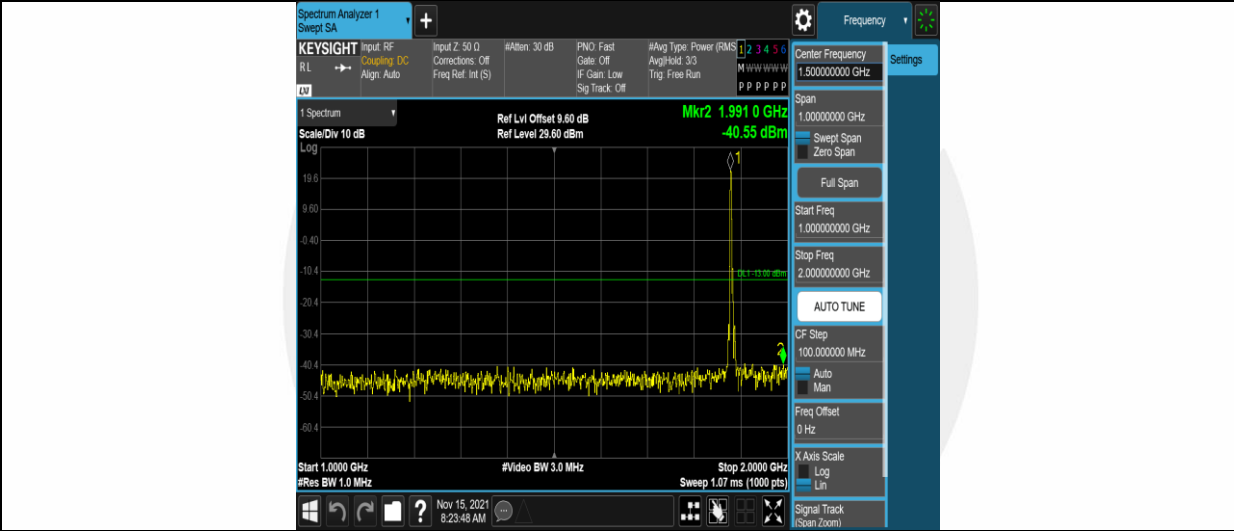 Spectrum Analyzer 1
Swept SA
+
Frequency
KEYSIGHT
RL
LXI
Input: RF
Coupling: DC
Align: Auto
Input Z: 50 Ω
Corrections: Off
Freq Ref: Int (S)
#Atten: 30 dB
PNO: Fast
Gate: Off
IF Gain: Low
Sig Track: Off
#Avg Type: Power (RMS
Avg|Hold: 3/3
Trig: Free Run
1 2 3 4 5 6
M W W W W W
P P P P P P
Center Frequency
1.500000000 GHz
Settings
Span
1.00000000 GHz
Swept Span
Zero Span
Full Span
Start Freq
1.000000000 GHz
Stop Freq
2.000000000 GHz
AUTO TUNE
CF Step
100.000000 MHz
Auto
Man
Freq Offset
0 Hz
X Axis Scale
Log
Lin
Signal Track
(Span Zoom)
1 Spectrum
Scale/Div 10 dB
Log
Ref Lvl Offset 9.60 dB
Ref Level 29.60 dBm
Mkr2 1.991 0 GHz
-40.55 dBm
1
19.6
9.60
-0.40
-10.4
DL1 -13.00 dBm
-20.4
-30.4
2
-40.4
-50.4
-60.4
Start 1.0000 GHz
#Res BW 1.0 MHz
#Video BW 3.0 MHz
Stop 2.0000 GHz
Sweep 1.07 ms (1000 pts)
?
Nov 15, 2021
8:23:48 AM